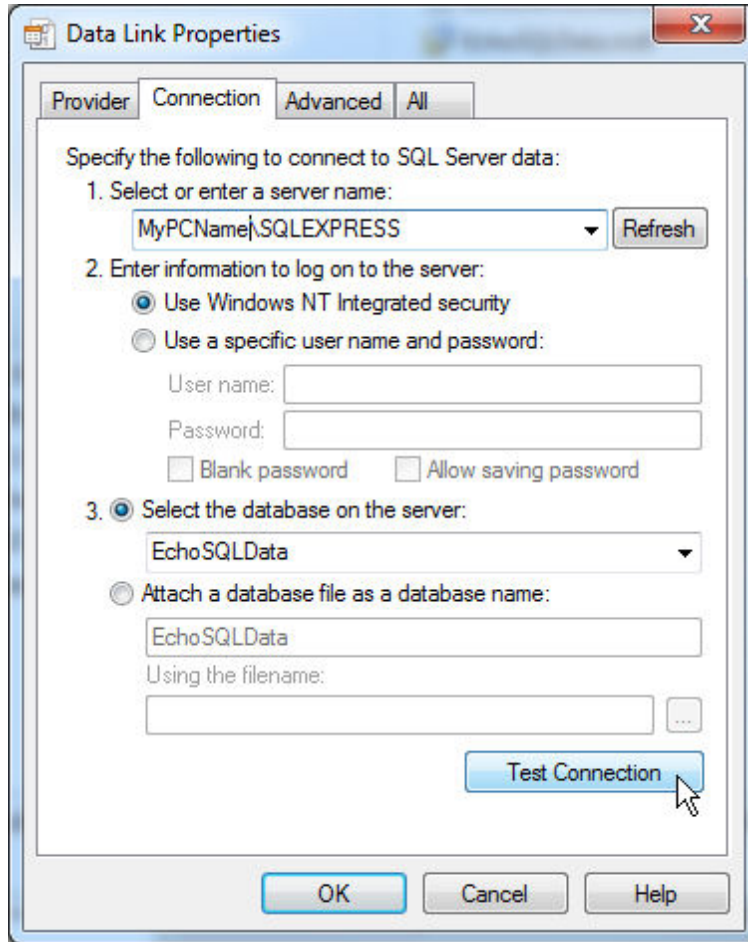 Data Link Properties
Provider Connection Advanced All
Specify the following to connect to SQL Server data:
1. Select or enter a server name:
MyPCName\SQLEXPRESS Refresh
2. Enter information to log on to the server:
Use Windows NT Integrated security
Use a specific user name and password:
User name:
Password:
Blank password Allow saving password
3. Select the database on the server:
EchoSQLData
Attach a database file as a database name:
EchoSQLData
Using the filename:
...
Test Connection
OK Cancel Help